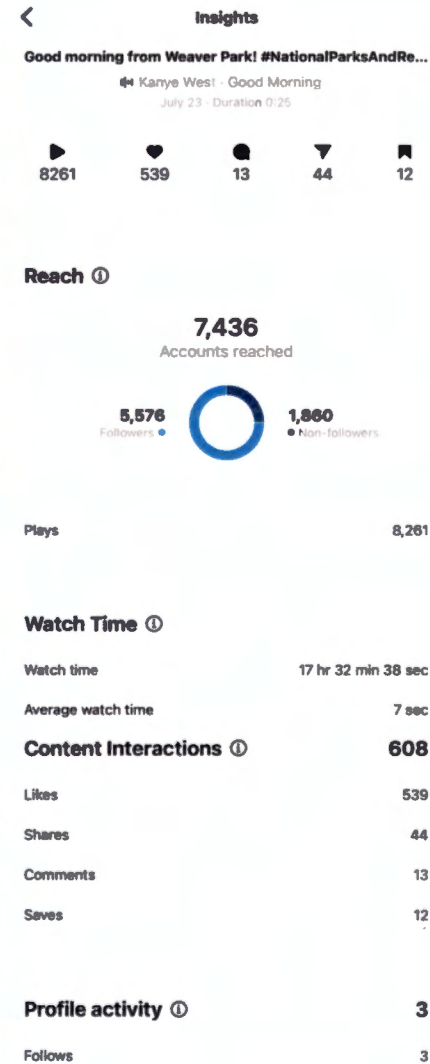 Insights
Good morning from Weaver Park! #NationalParksAndRe...
Kanye West · Good Morning
July 23 · Duration 0:25
8261 539 13 44 12
Reach
7,436
Accounts reached
5,576 1,860
Followers Non-followers
Plays 8,261
Watch Time
Watch time 17 hr 32 min 38 sec
Average watch time 7 sec
Content Interactions 608
Likes 539
Shares 44
Comments 13
Saves 12
Profile activity 3
Follows 3